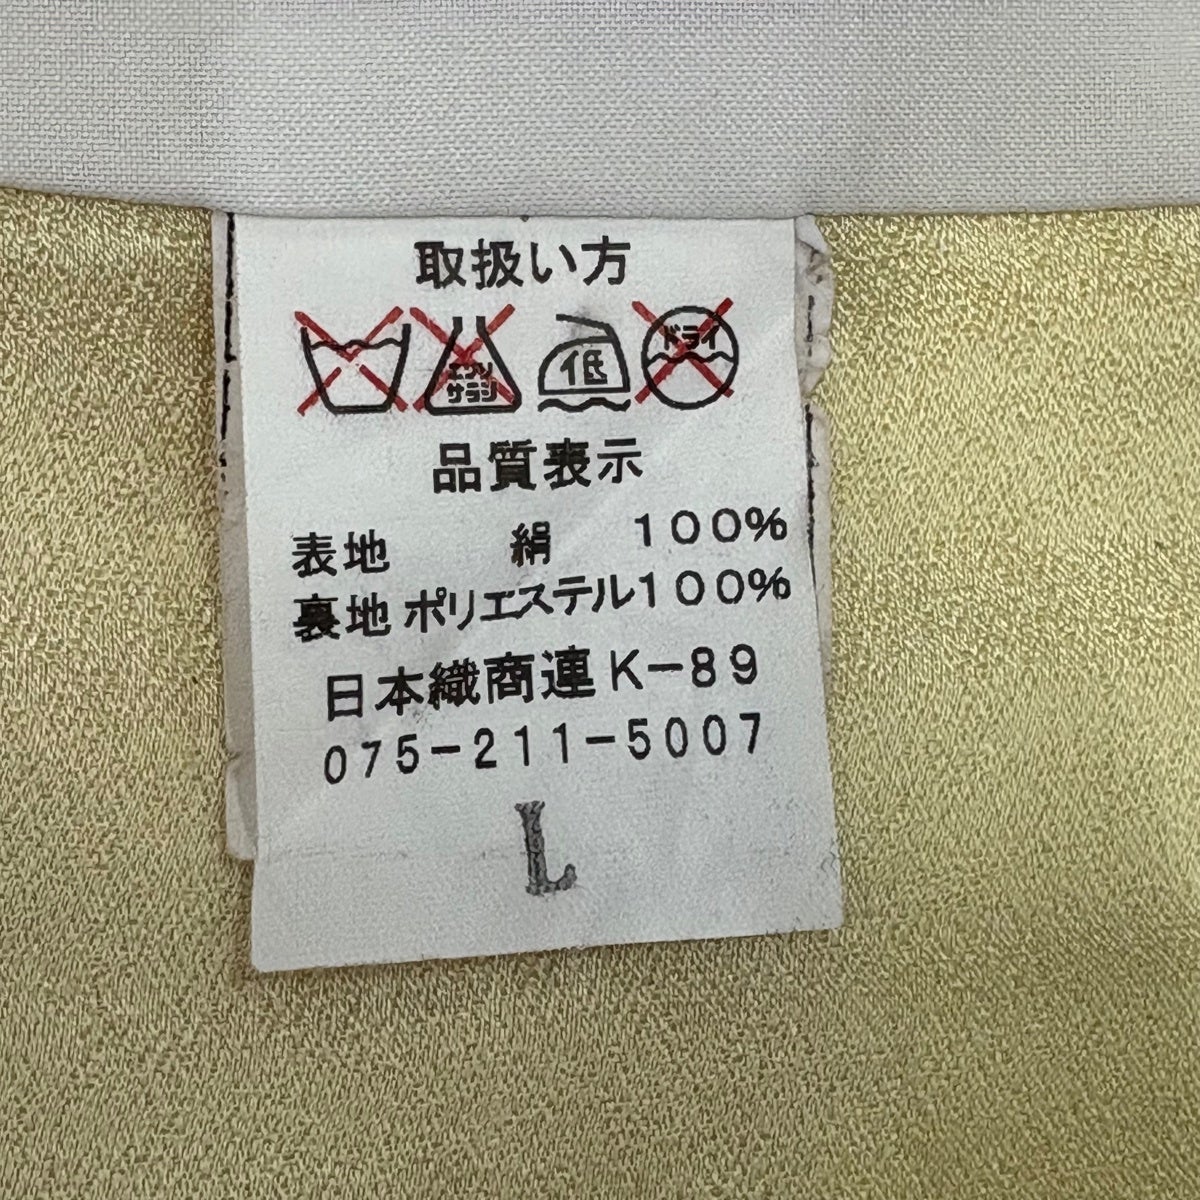 取扱い方
エンソ
サラシ
低
ドライ
品質表示
表地 絹 100%
裏地 ポリエステル100%
日本織商連K-89
075-211-5007
L